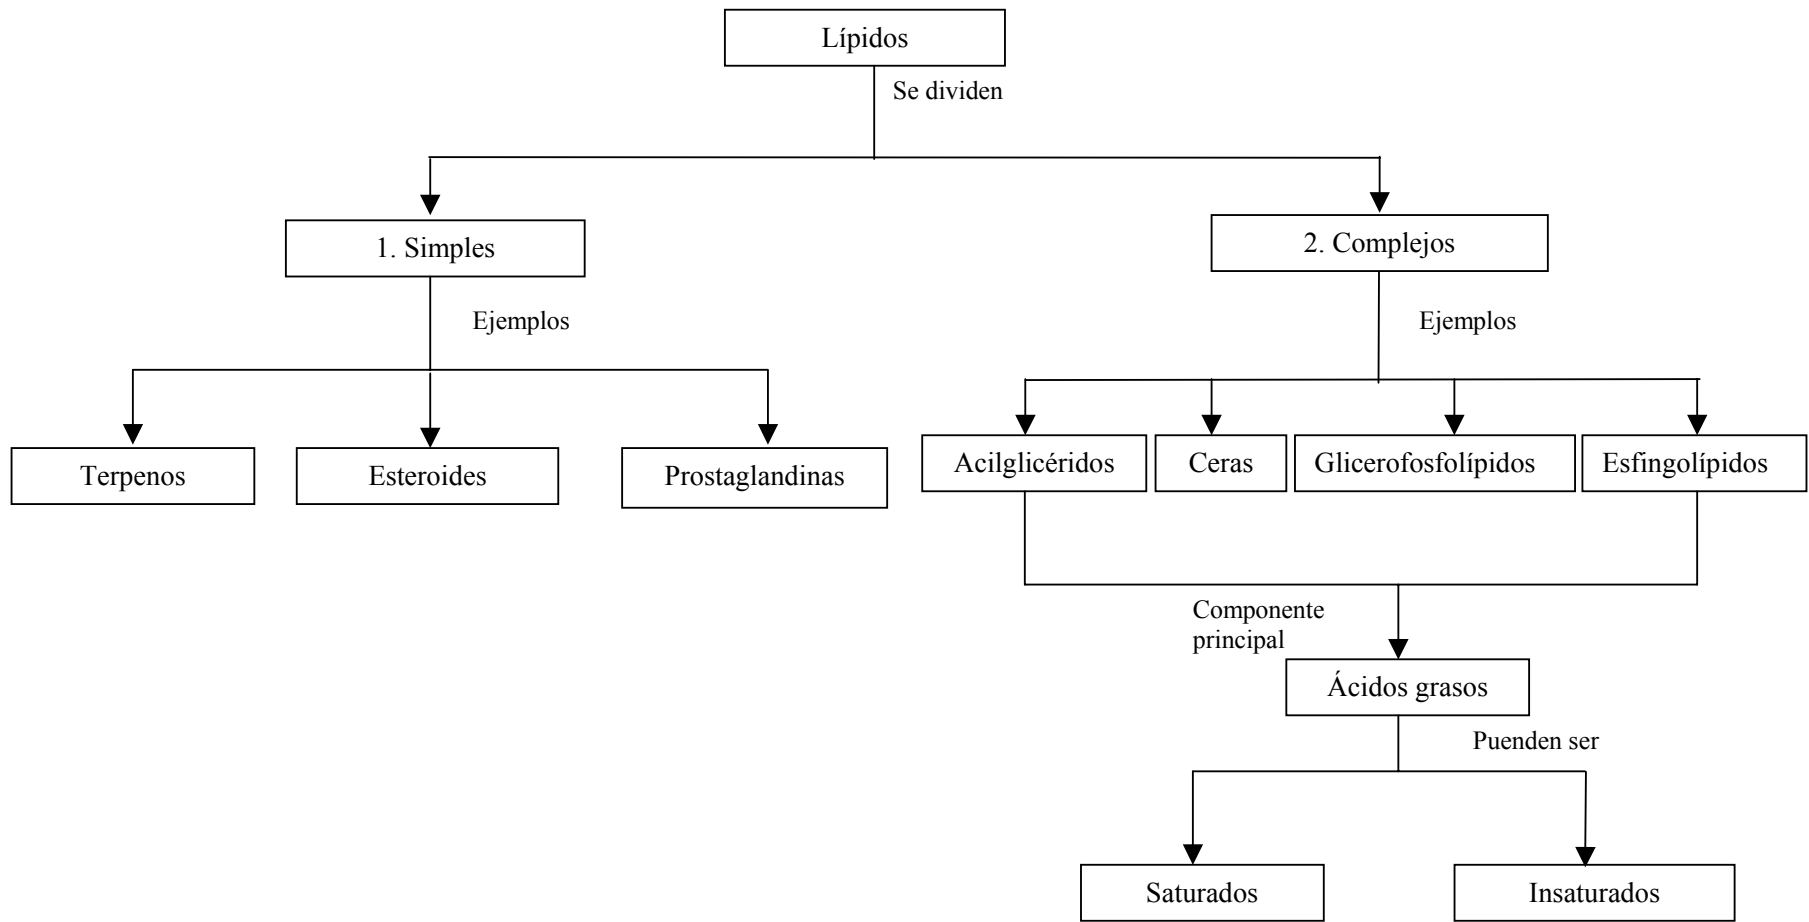 Lípidos
Se dividen
1. Simples
2. Complejos
Ejemplos
Ejemplos
Terpenos
Esteroides
Prostaglandinas
Acilglicéridos
Ceras
Glicerofosfolípidos
Esfingolípidos
Componente
principal
Ácidos grasos
Puenden ser
Saturados
Insaturados